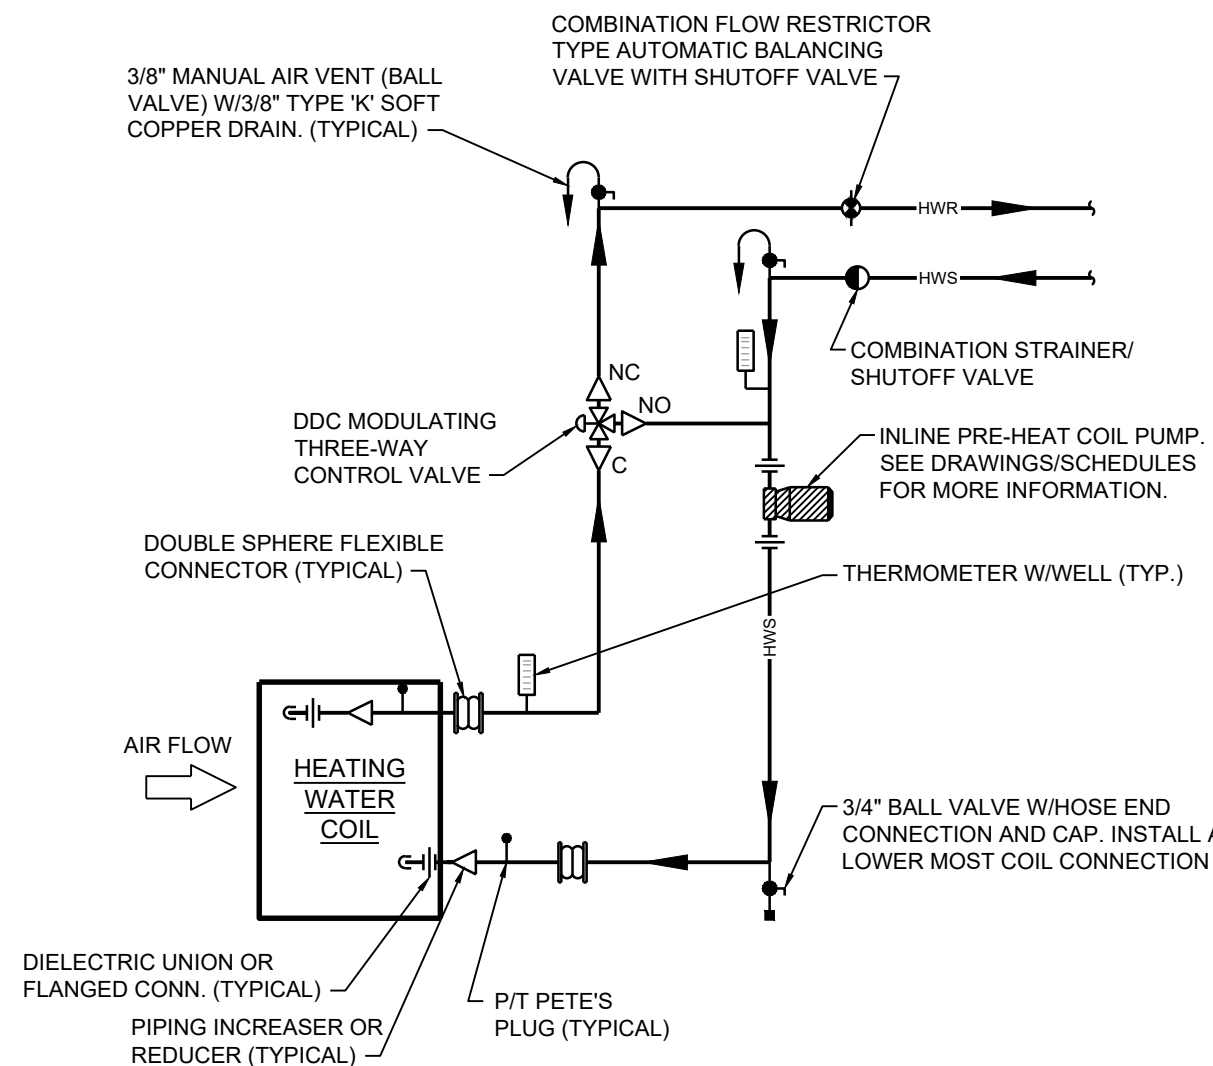 COMBINATION FLOW RESTRICTOR
TYPE AUTOMATIC BALANCING
VALVE WITH SHUTOFF VALVE
3/8" MANUAL AIR VENT (BALL
VALVE) W/3/8" TYPE 'K' SOFT
COPPER DRAIN. (TYPICAL)
HWR
HWS
COMBINATION STRAINER/
SHUTOFF VALVE
NC
NO
C
DDC MODULATING
THREE-WAY
CONTROL VALVE
INLINE PRE-HEAT COIL PUMP.
SEE DRAWINGS/SCHEDULES
FOR MORE INFORMATION.
DOUBLE SPHERE FLEXIBLE
CONNECTOR (TYPICAL)
THERMOMETER W/WELL (TYP.)
HWS
AIR FLOW
HEATING
WATER
COIL
3/4" BALL VALVE W/HOSE END
CONNECTION AND CAP. INSTALL
LOWER MOST COIL CONNECTION
DIELECTRIC UNION OR
FLANGED CONN. (TYPICAL)
P/T PETE'S
PLUG (TYPICAL)
PIPING INCREASER OR
REDUCER (TYPICAL)